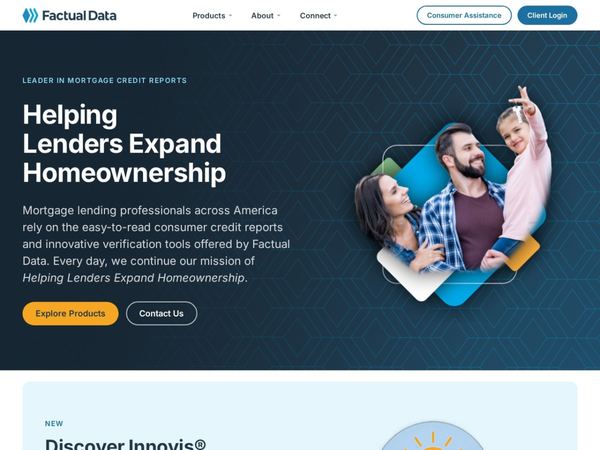 Factual Data
Products
About
Connect
Consumer Assistance
Client Login
LEADER IN MORTGAGE CREDIT REPORTS
Helping
Lenders Expand
Homeownership
Mortgage lending professionals across America
rely on the easy-to-read consumer credit reports
and innovative verification tools offered by Factual
Data. Every day, we continue our mission of
Helping Lenders Expand Homeownership.
Explore Products
Contact Us
NEW
Discover Innovis®